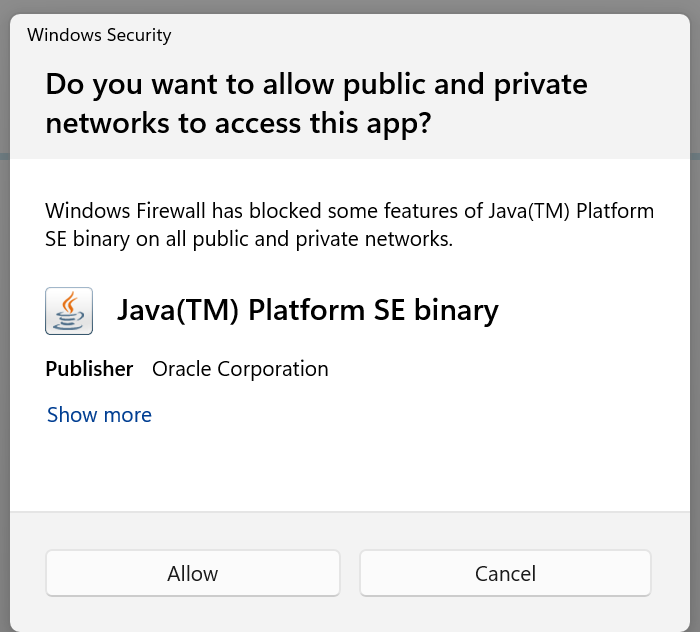 Windows Security
Do you want to allow public and private
networks to access this app?
Windows Firewall has blocked some features of Java(TM) Platform
SE binary on all public and private networks.
Java(TM) Platform SE binary
Publisher Oracle Corporation
Show more
Allow Cancel